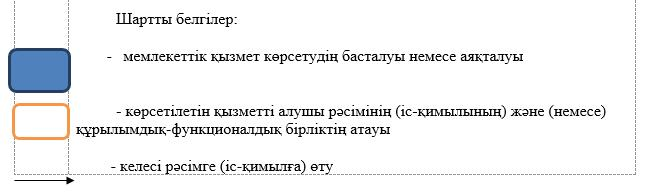 Шартты белгілер:
- мемлекеттік қызмет көрсетудің басталуы немесе аяқталуы
- көрсетілетін қызметті алушы рәсімінің (іс-қимылының) және (немесе)
құрылымдық-функционалдық бірліктің атауы
- келесі рәсімге (іс-қимылға) өту